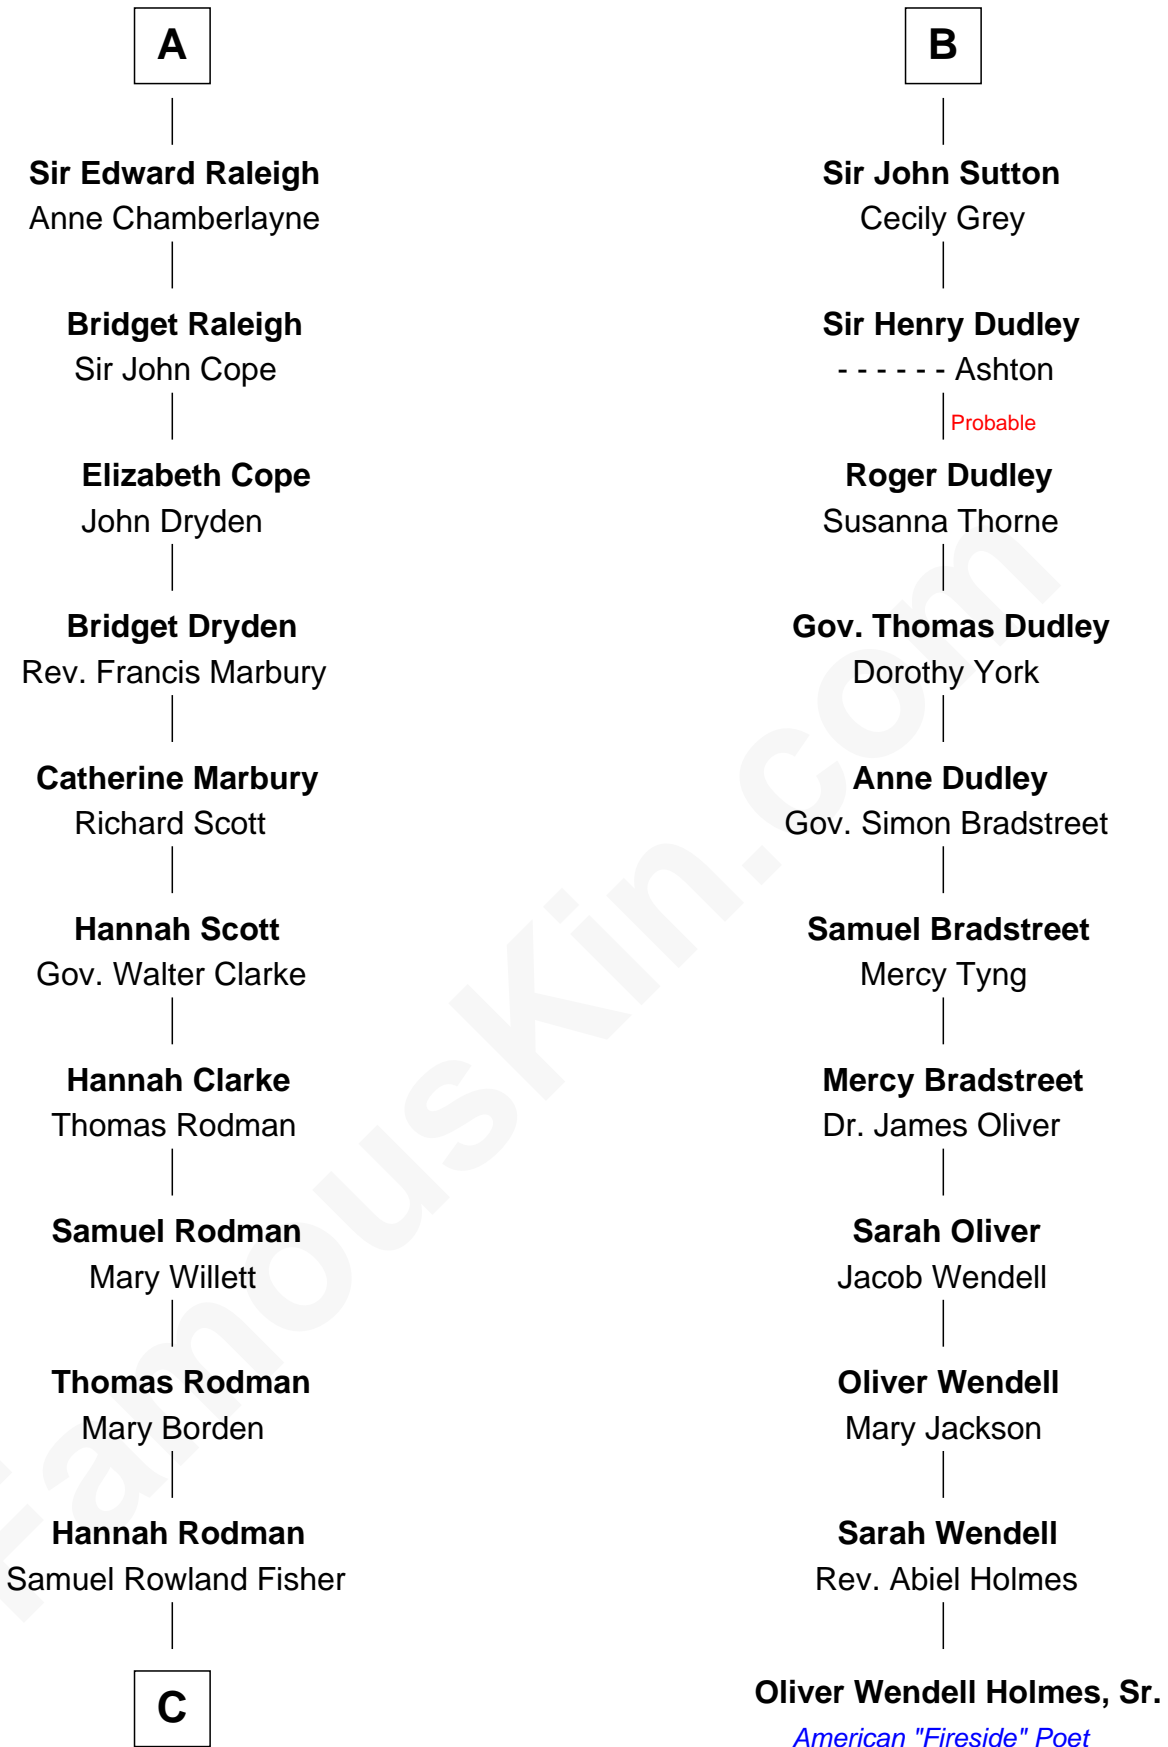 A
Sir Edward Raleigh
Anne Chamberlayne
Bridget Raleigh
Sir John Cope
Elizabeth Cope
John Dryden
Bridget Dryden
Rev. Francis Marbury
Catherine Marbury
Richard Scott
Hannah Scott
Gov. Walter Clarke
Hannah Clarke
Thomas Rodman
Samuel Rodman
Mary Willett
Thomas Rodman
Mary Borden
Hannah Rodman
Samuel Rowland Fisher
C
B
Sir John Sutton
Cecily Grey
Sir Henry Dudley
- - - - - - Ashton
Probable
Roger Dudley
Susanna Thorne
Gov. Thomas Dudley
Dorothy York
Anne Dudley
Gov. Simon Bradstreet
Samuel Bradstreet
Mercy Tyng
Mercy Bradstreet
Dr. James Oliver
Sarah Oliver
Jacob Wendell
Oliver Wendell
Mary Jackson
Sarah Wendell
Rev. Abiel Holmes
Oliver Wendell Holmes, Sr.
American "Fireside" Poet
FamousKin.com